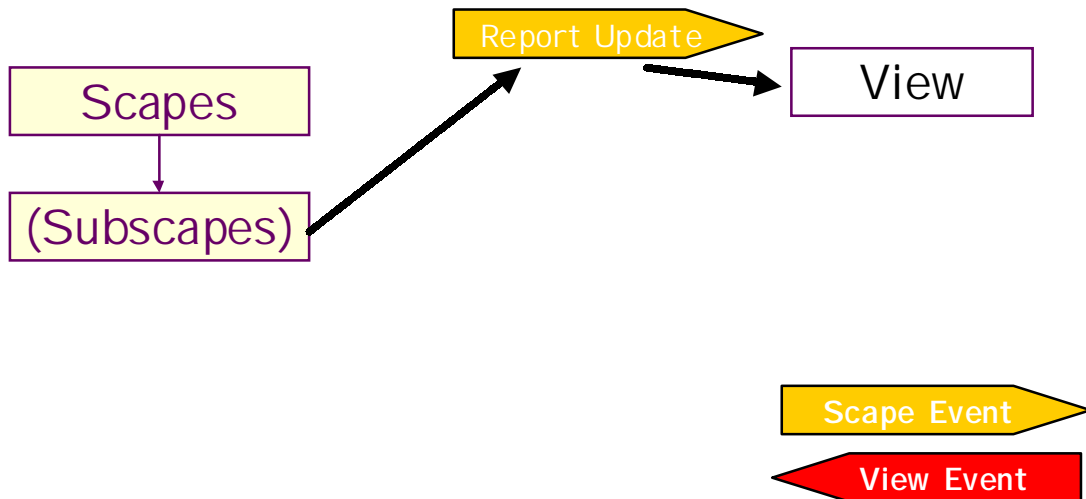 Report Update
View
Scapes
(Subscapes)
Scape Event
View Event